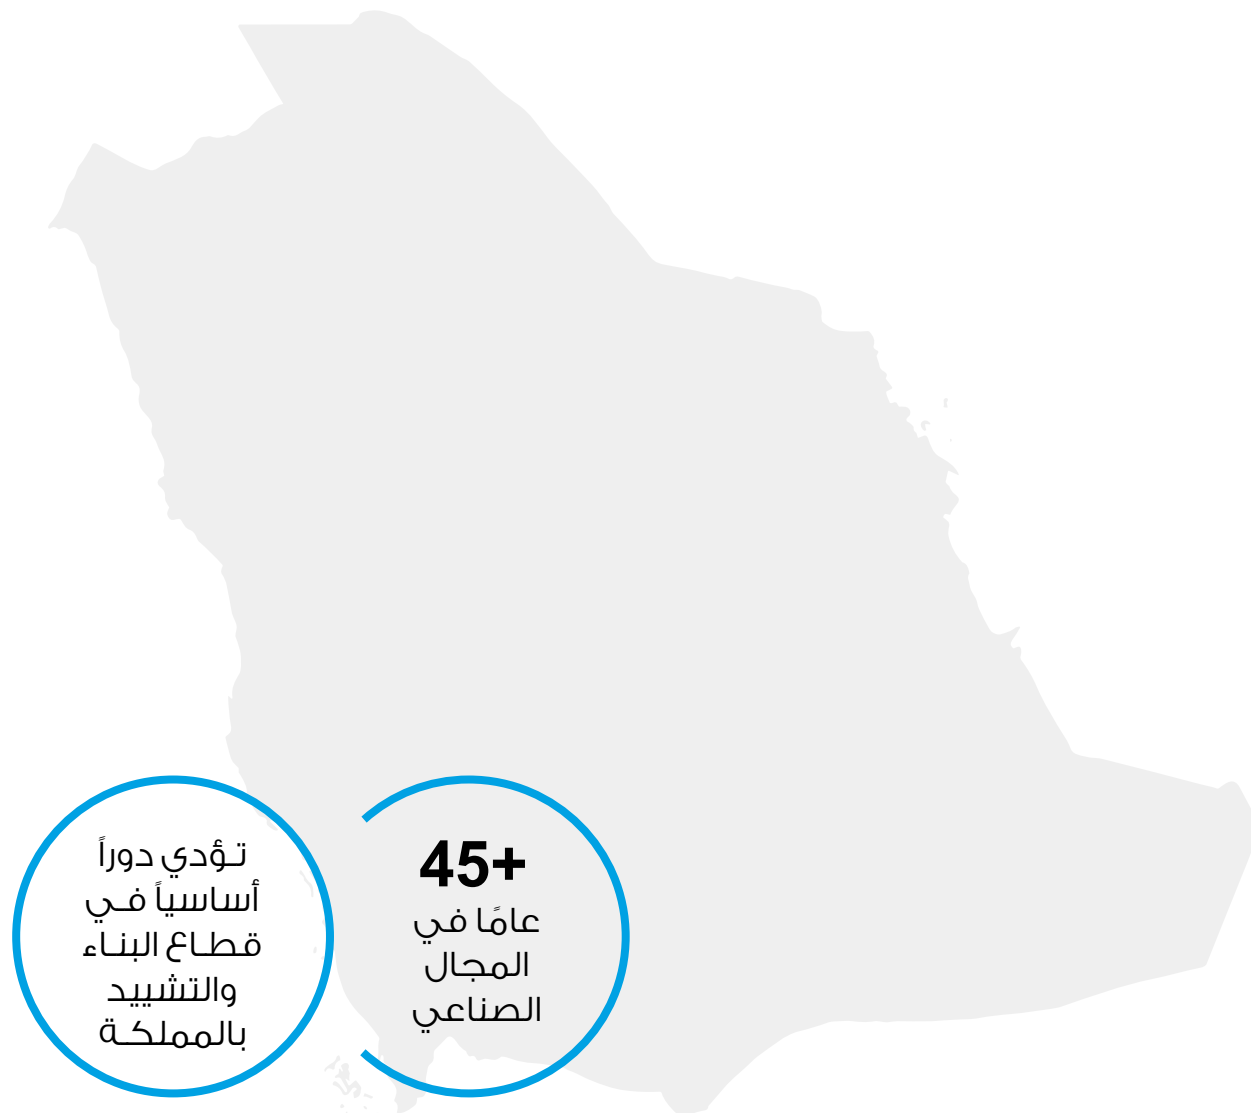 45+
عامًا في
المجال
الصناعي
تـؤدي دوراً
أساسياً فـي
قطـاع البنـاء
والتشييد
بالمملكـة